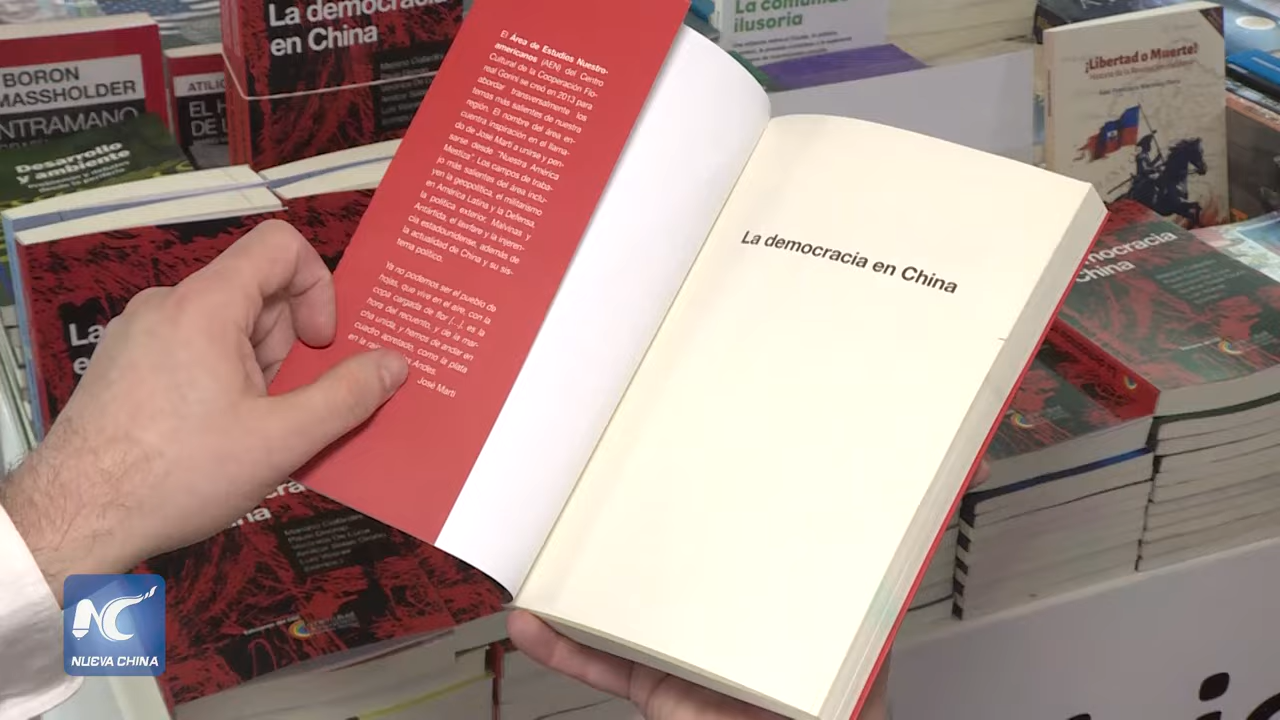 La democracia
en China
BORON
MASSHOLDER
NTRAMANO
ATILIO
EL
DE
Desarrollo
y ambiente
La comunidad
ilusoria
¡Libertad o Muerte!
El Área de Estudios Nuestro-
americanos (AEN) del Centro
Cultural de la Cooperación Flo-
real Gorini se creó en 2013 para
abordar transversalmente los
temas más salientes de nuestra
región. El nombre del área en-
cuentra inspiración en el llama-
do de José Martí a unirse y pen-
sarse desde "Nuestra América
Mestiza". Los campos de traba-
jo más salientes del área inclu-
yen la geopolítica, el militarismo
en América Latina y la Defensa,
la política exterior, Malvinas y
Antártida, el lawfare y la injeren-
cia estadounidense, además de
la actualidad de China y su sis-
tema político.
Ya no podemos ser el pueblo de
hojas, que vive en el aire, con la
copa cargada de flor [...], es la
hora del recuento, y de la mar-
cha unida, y hemos de andar en
cuadro apretado, como la plata
en la Andes.
José Martí
La democracia en China
democracia
China
La
NC
NUEVA CHINA